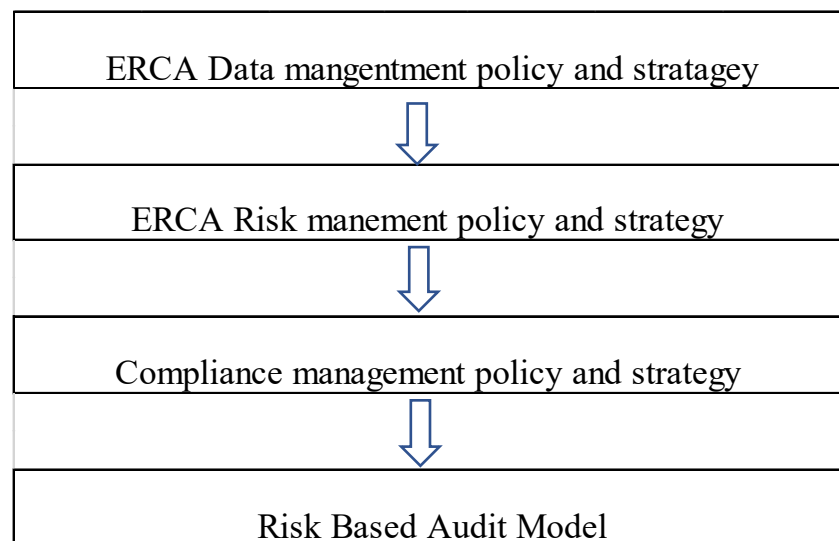 ERCA Data mangentment policy and stratagey
ERCA Risk manement policy and strategy
Compliance management policy and strategy
Risk Based Audit Model